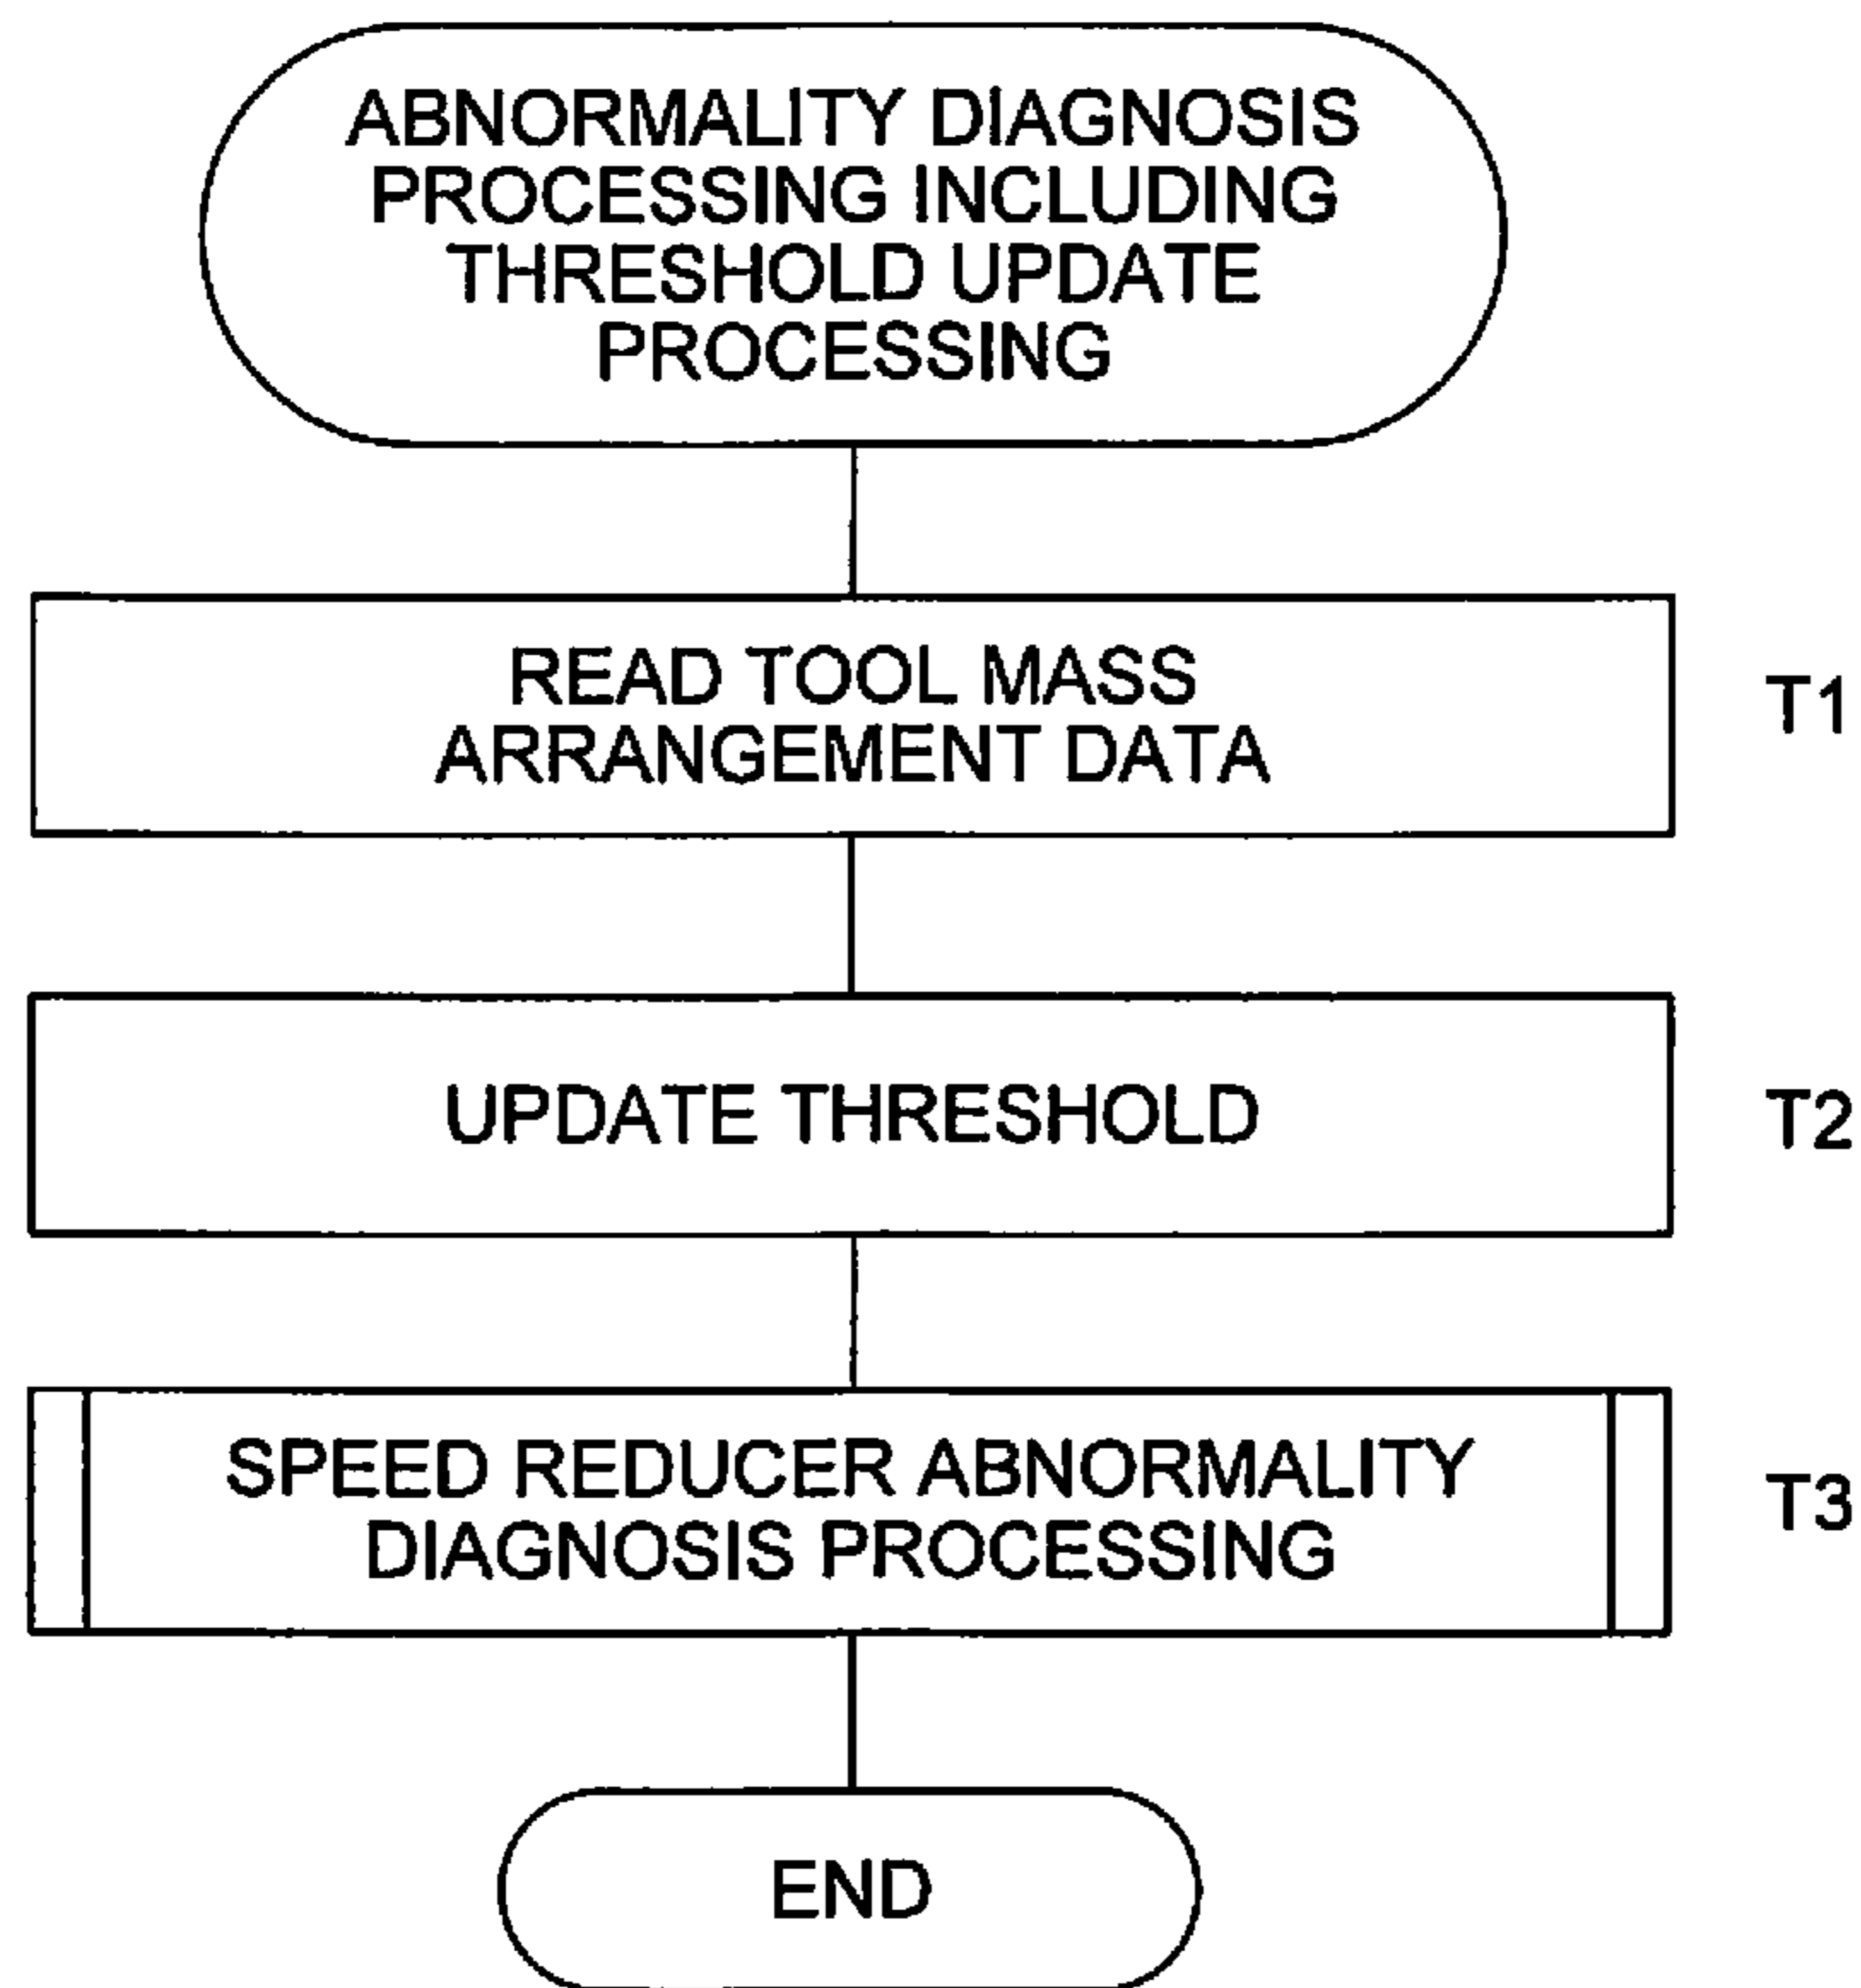 ABNORMALITY DIAGNOSIS
PROCESSING INCLUDING
THRESHOLD UPDATE
PROCESSING
READ TOOL MASS
ARRANGEMENT DATA
T1
UPDATE THRESHOLD
T2
SPEED REDUCER ABNORMALITY
DIAGNOSIS PROCESSING
T3
END